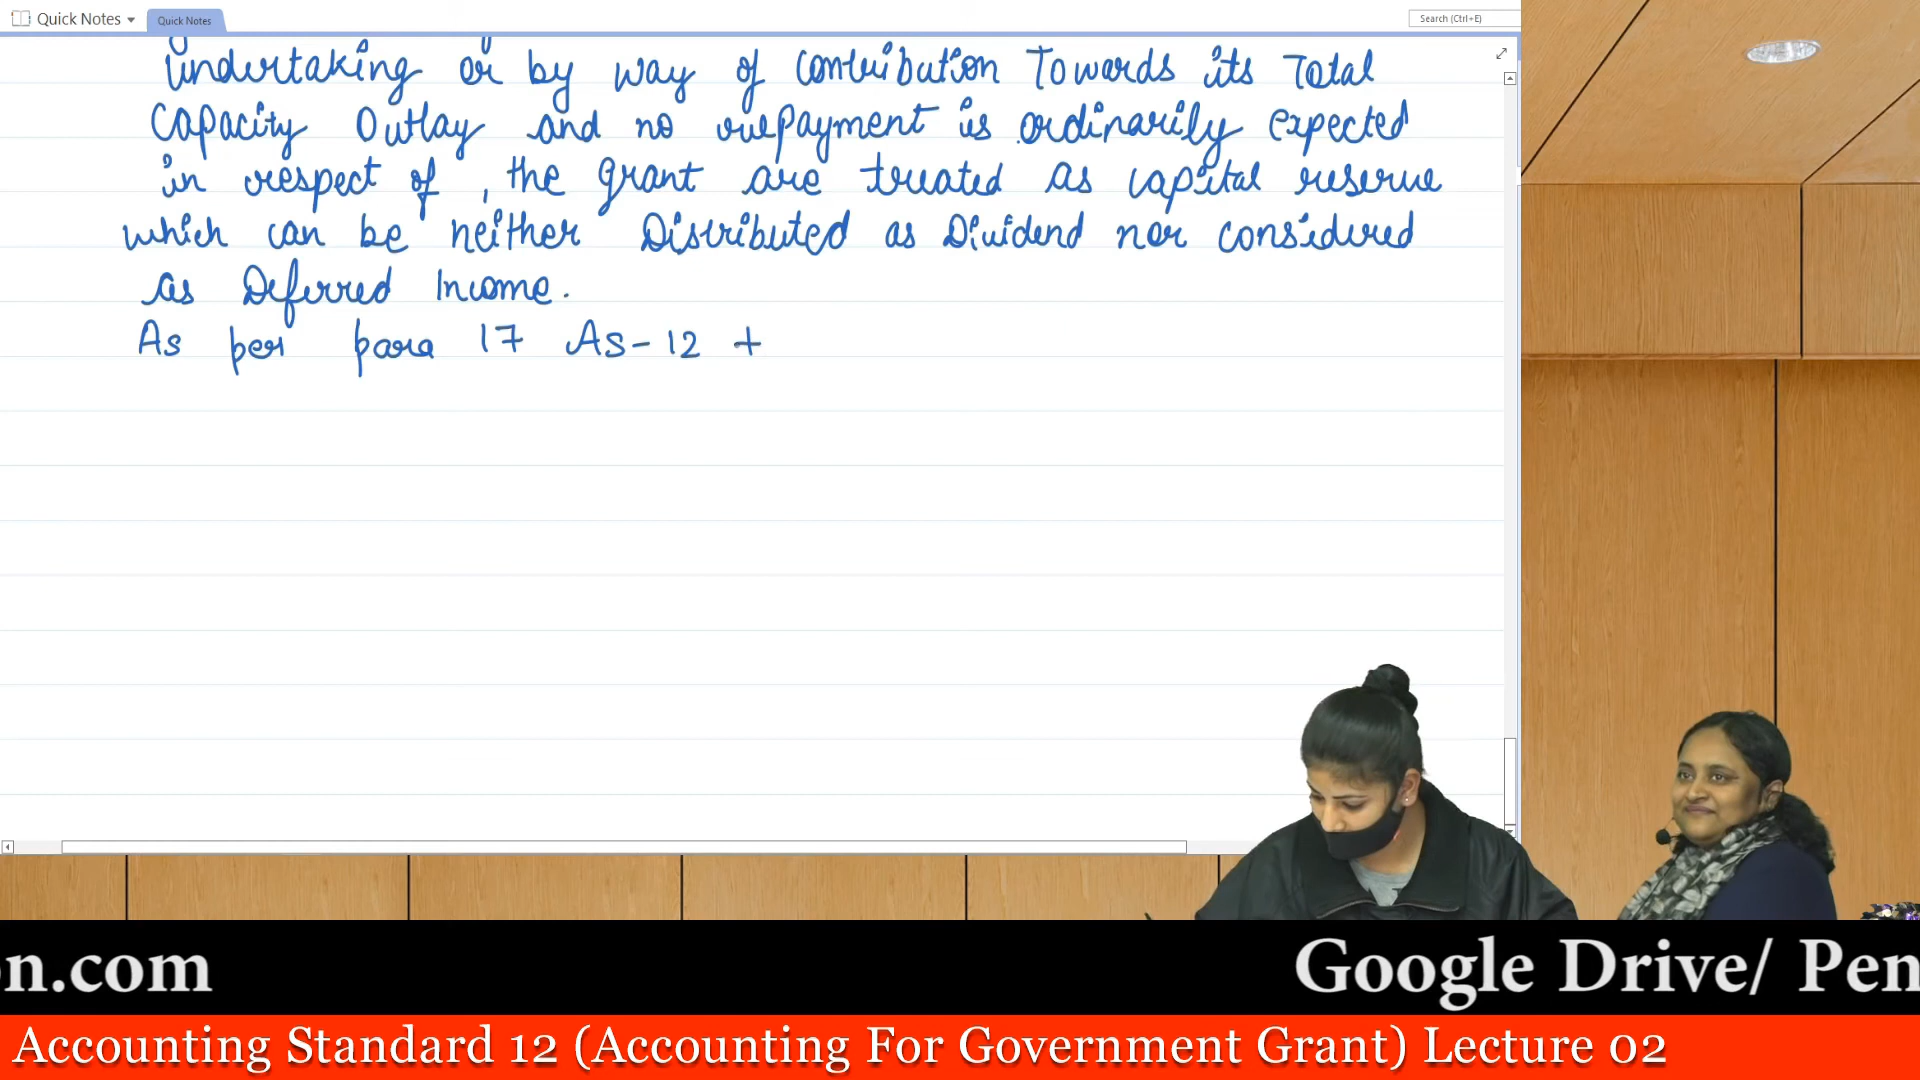 Quick Notes
Quick Notes
Search (Ctrl+E)
undertaking or by way of contribution Towards its Total
Capacity Outlay and no repayment is ordinarily expected
in respect of, the grant are treated as capital reserve
which can be neither Distributed as Dividend nor considered
as Deferred Income.
As per para 17 AS-12 +
n.com
Google Drive/ Pen
Accounting Standard 12 (Accounting For Government Grant) Lecture 02